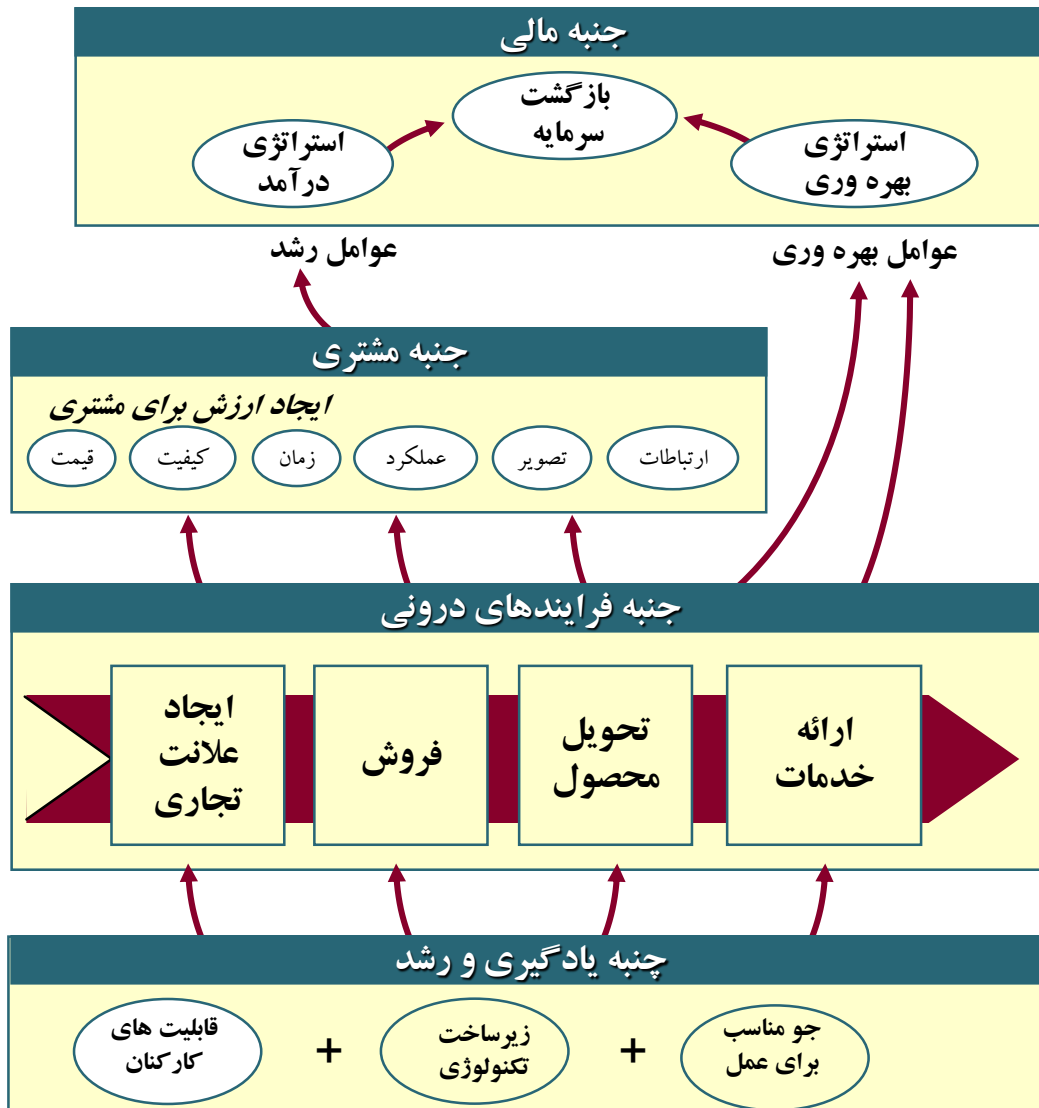 جنبه مالی
بازگشت
سرمایه
استراتژی
بهره وری
استراتژی
درآمد
عوامل بهره وری
عوامل رشد
جنبه مشتری
ایجاد ارزش برای مشتری
ارتباطات
تصویر
عملکرد
زمان
کیفیت
قیمت
جنبه فرایندهای درونی
ایجاد
علانت
تجاری
فروش
تحویل
محصول
ارائه
خدمات
چنبه یادگیری و رشد
قابلیت های
کارکنان
+
زیرساخت
تکنولوژی
+
جو مناسب
برای عمل